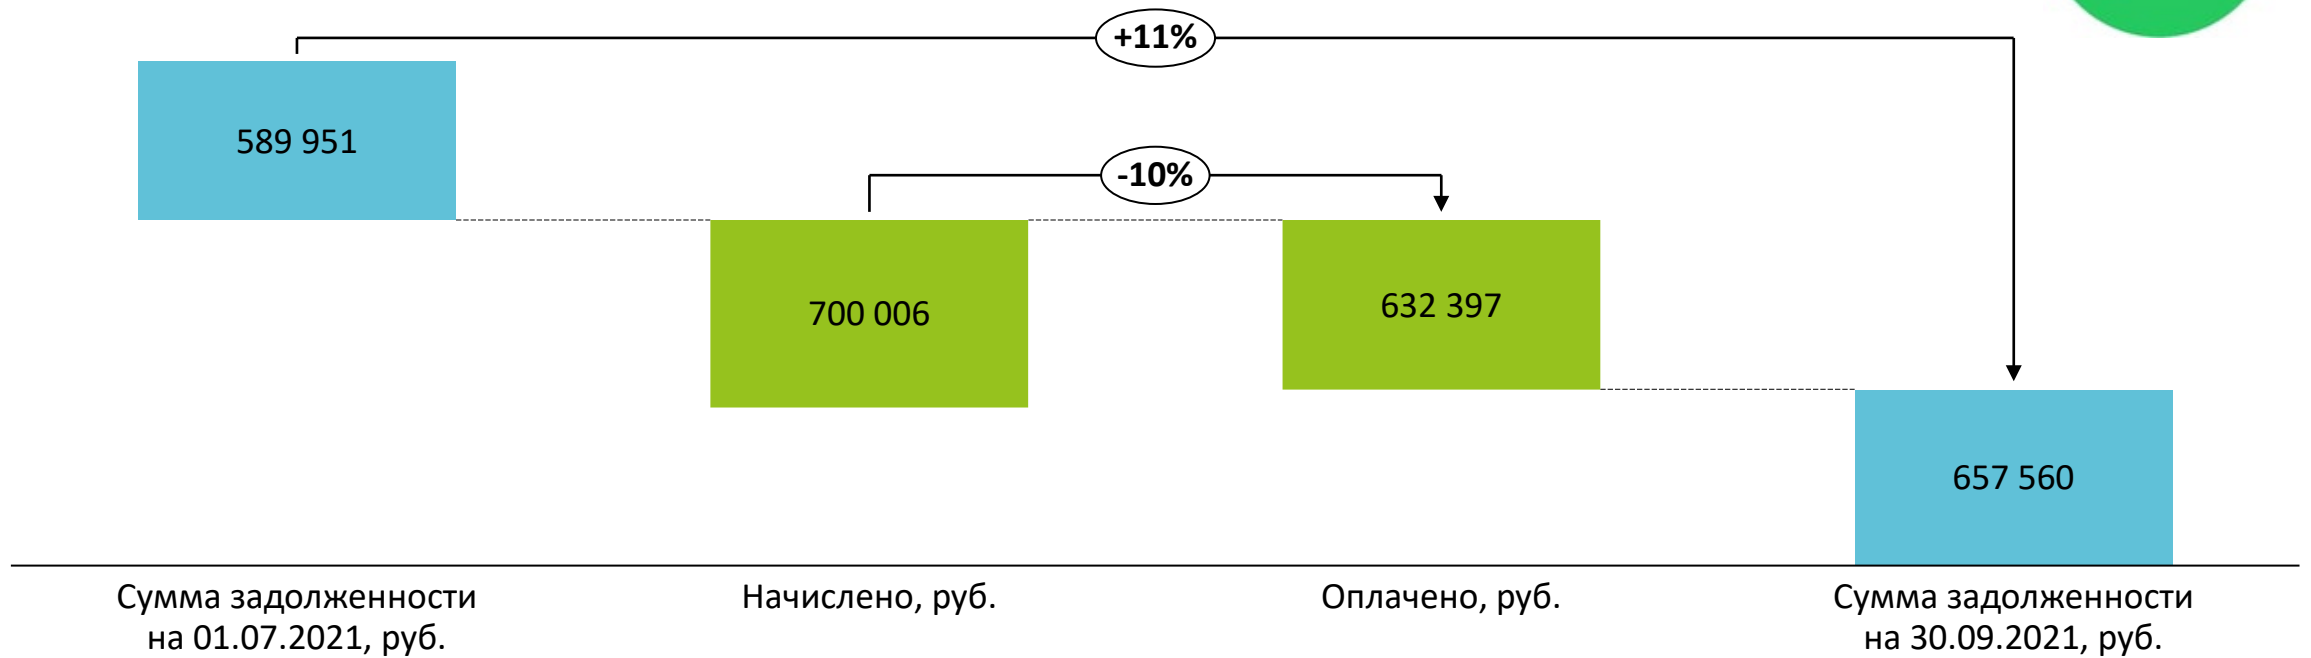 +11%
589 951
-10%
700 006
632 397
657 560
Сумма задолженности
на 01.07.2021, руб.
Начислено, руб.
Оплачено, руб.
Сумма задолженности
на 30.09.2021, руб.